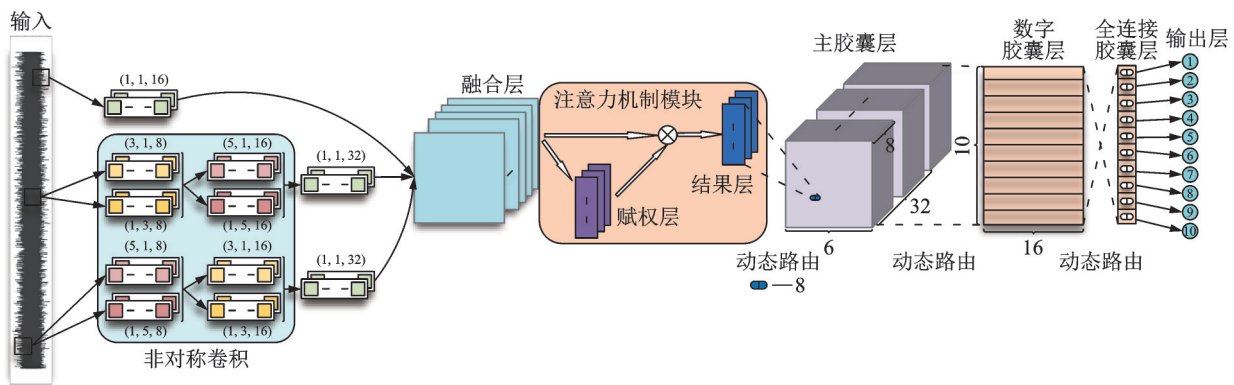 输入
(1, 1, 16)
(3, 1, 8)
(5, 1, 16)
(1, 3, 8)
(1, 5, 16)
(1, 1, 32)
(5, 1, 8)
(3, 1, 16)
(1, 5, 8)
(1, 3, 16)
(1, 1, 32)
非对称卷积
融合层
注意力机制模块
结果层
赋权层
主胶囊层
8
32
6
动态路由
—8
动态路由
数字
胶囊层
10
16
动态路由
全连接
胶囊层
输出层
1
2
3
4
5
6
7
8
9
10